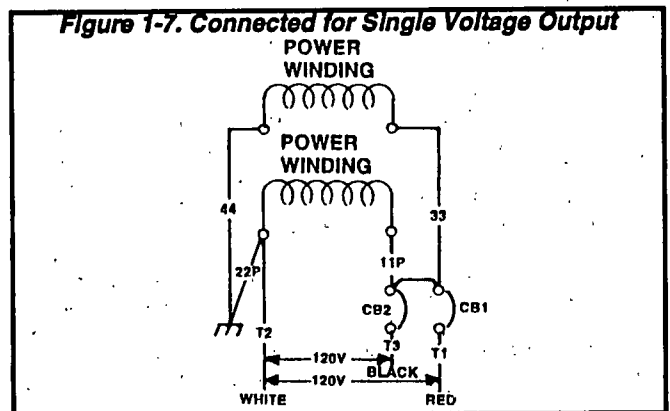 Figure 1-7. Connected for Single Voltage Output
POWER
WINDING
POWER
WINDING
44
33
22P
11P
CB2
CB1
T2
T3
T1
120V
BLACK
120V
WHITE
RED